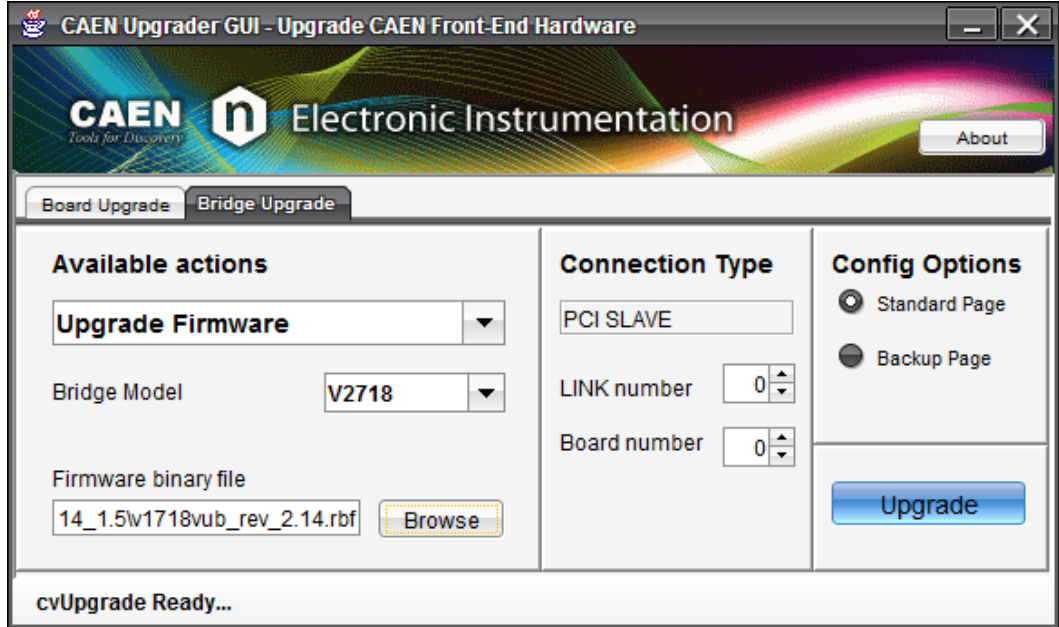 CAEN Upgrader GUI - Upgrade CAEN Front-End Hardware
CAEN
Tools for Discovery
n
Electronic Instrumentation
About
Board Upgrade
Bridge Upgrade
Available actions
Upgrade Firmware
Bridge Model
V2718
Firmware binary file
14_1.5\v1718vub_rev_2.14.rbf
Browse
Connection Type
PCI SLAVE
LINK number
0
Board number
0
Config Options
Standard Page
Backup Page
Upgrade
cvUpgrade Ready...